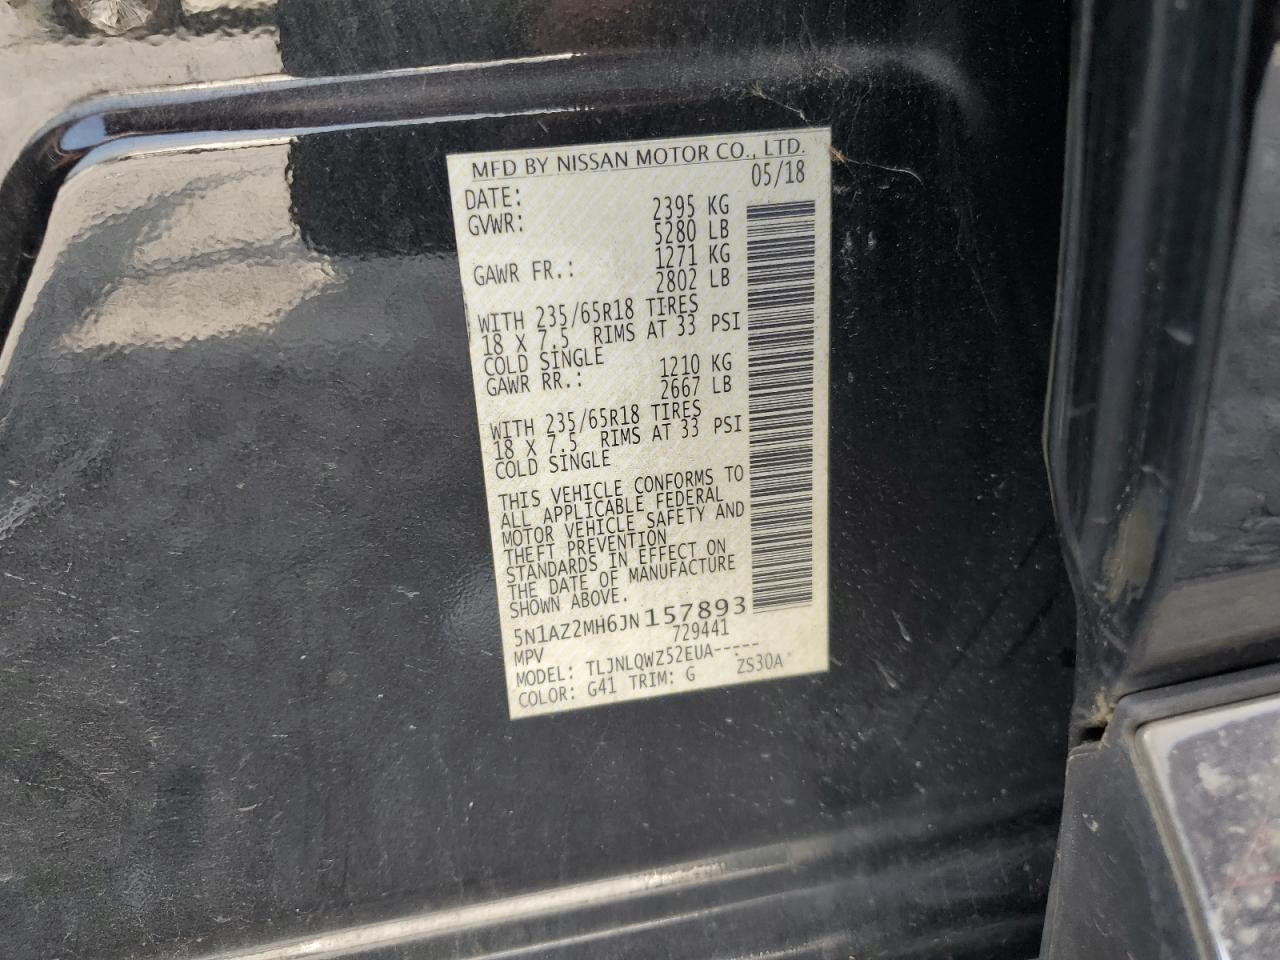 MFD BY NISSAN MOTOR CO., LTD.
DATE: 05/18
GVWR: 2395 KG
5280 LB
GAWR FR.: 1271 KG
2802 LB
WITH 235/65R18 TIRES
18 X 7.5 RIMS AT 33 PSI
COLD SINGLE
GAWR RR.: 1210 KG
2667 LB
WITH 235/65R18 TIRES
18 X 7.5 RIMS AT 33 PSI
COLD SINGLE
THIS VEHICLE CONFORMS TO
ALL APPLICABLE FEDERAL
MOTOR VEHICLE SAFETY AND
THEFT PREVENTION
STANDARDS IN EFFECT ON
THE DATE OF MANUFACTURE
SHOWN ABOVE.
5N1AZ2MH6JN157893
MPV 729441
MODEL: TLJNLQWZ52EUA-----
COLOR: G41 TRIM: G ZS30A*